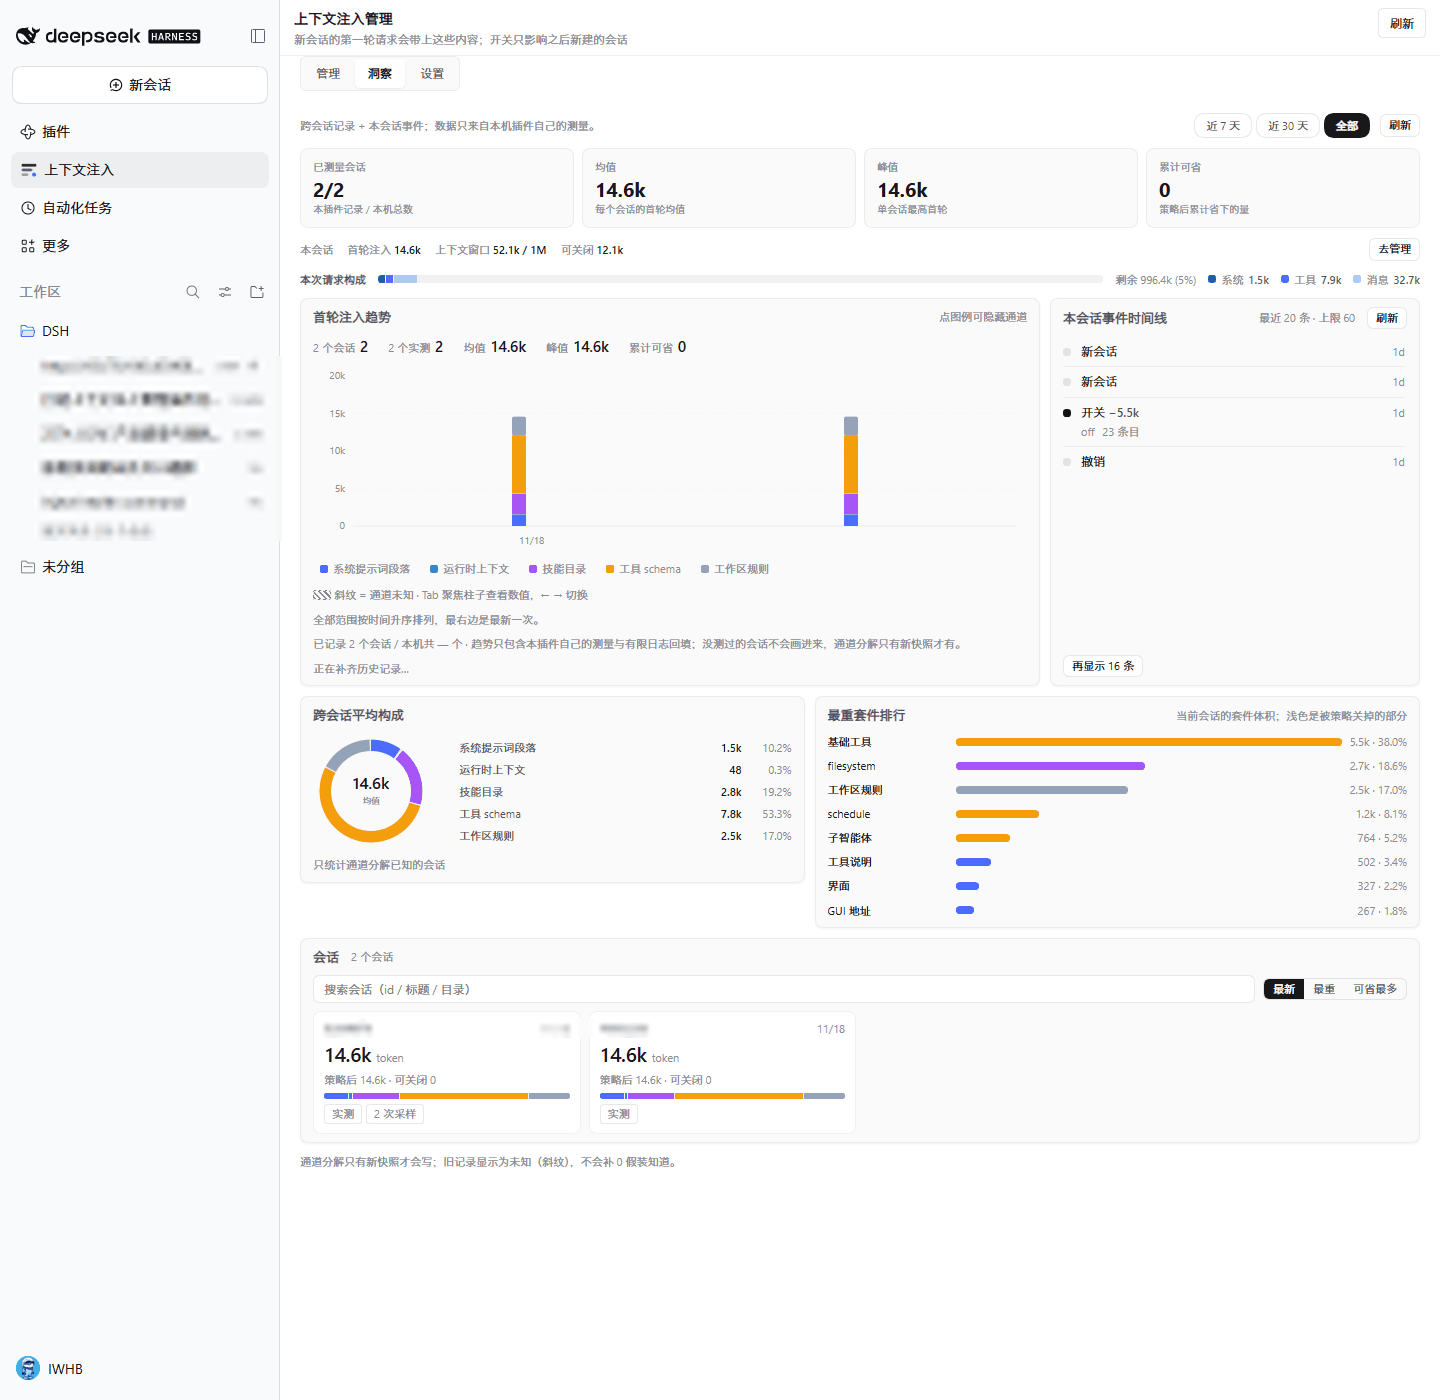 deepseek HARNESS
新会话
插件
上下文注入
自动化任务
更多
工作区
DSH
未分组
IWHB
上下文注入管理
新会话的第一轮请求会带上这些内容；开关只影响之后新建的会话
刷新
管理 洞察 设置
跨会话记录 + 本会话事件；数据只来自本机插件自己的测量。
近 7 天 近 30 天 全部 刷新
已测量会话
2/2
本插件记录 / 本机总数
均值
14.6k
每个会话的首轮均值
峰值
14.6k
单会话最高首轮
累计可省
0
策略后累计省下的量
本会话 首轮注入 14.6k 上下文窗口 52.1k / 1M 可关闭 12.1k
去管理
本次请求构成
剩余 996.4k (5%) 系统 1.5k 工具 7.9k 消息 32.7k
首轮注入趋势
点图例可隐藏通道
2 个会话 2 2 个实测 2 均值 14.6k 峰值 14.6k 累计可省 0
20k
15k
10k
5k
0
11/18
系统提示词段落 运行时上下文 技能目录 工具 schema 工作区规则
斜纹 = 通道未知 · Tab 聚焦柱子查看数值，← → 切换
全部范围按时间升序排列，最右边是最新一次。
已记录 2 个会话 / 本机共 — 个 · 趋势只包含本插件自己的测量与有限日志回填；没测过的会话不会画进来，通道分解只有新快照才有。
正在补齐历史记录...
本会话事件时间线
最近 20 条 · 上限 60
刷新
新会话 1d
新会话 1d
开关 −5.5k 1d
off 23 条目
撤销 1d
再显示 16 条
跨会话平均构成
14.6k
均值
系统提示词段落 1.5k 10.2%
运行时上下文 48 0.3%
技能目录 2.8k 19.2%
工具 schema 7.8k 53.3%
工作区规则 2.5k 17.0%
只统计通道分解已知的会话
最重套件排行
当前会话的套件体积；浅色是被策略关掉的部分
基础工具 5.5k · 38.0%
filesystem 2.7k · 18.6%
工作区规则 2.5k · 17.0%
schedule 1.2k · 8.1%
子智能体 764 · 5.2%
工具说明 502 · 3.4%
界面 327 · 2.2%
GUI 地址 267 · 1.8%
会话 2 个会话
搜索会话（id / 标题 / 目录）
最新 最重 可省最多
14.6k token
策略后 14.6k · 可关闭 0
实测 2 次采样
11/18
14.6k token
策略后 14.6k · 可关闭 0
实测
通道分解只有新快照才会写；旧记录显示为未知（斜纹），不会补 0 假装知道。